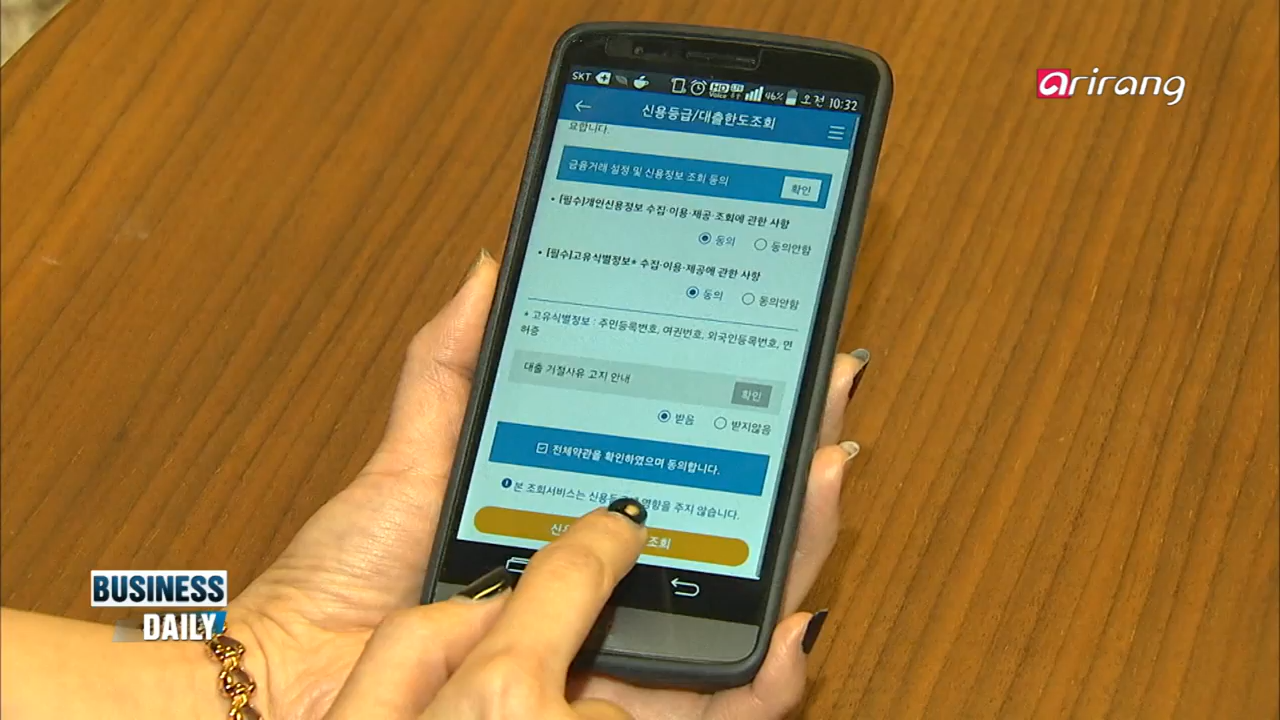 arirang
SKT
HD
Voice
LTE
46%
오전 10:32
신용등급/대출한도조회
요합니다.
금융거래 설정 및 신용정보 조회 동의
확인
• [필수]개인신용정보 수집·이용·제공·조회에 관한 사항
동의 동의안함
• [필수]고유식별정보* 수집·이용·제공에 관한 사항
동의 동의안함
* 고유식별정보 : 주민등록번호, 여권번호, 외국인등록번호, 면
허증
대출 거절사유 고지 안내
확인
받음 받지않음
전체약관을 확인하였으며 동의합니다.
본 조회서비스는 영향을 주지 않습니다.
조회
BUSINESS
DAILY